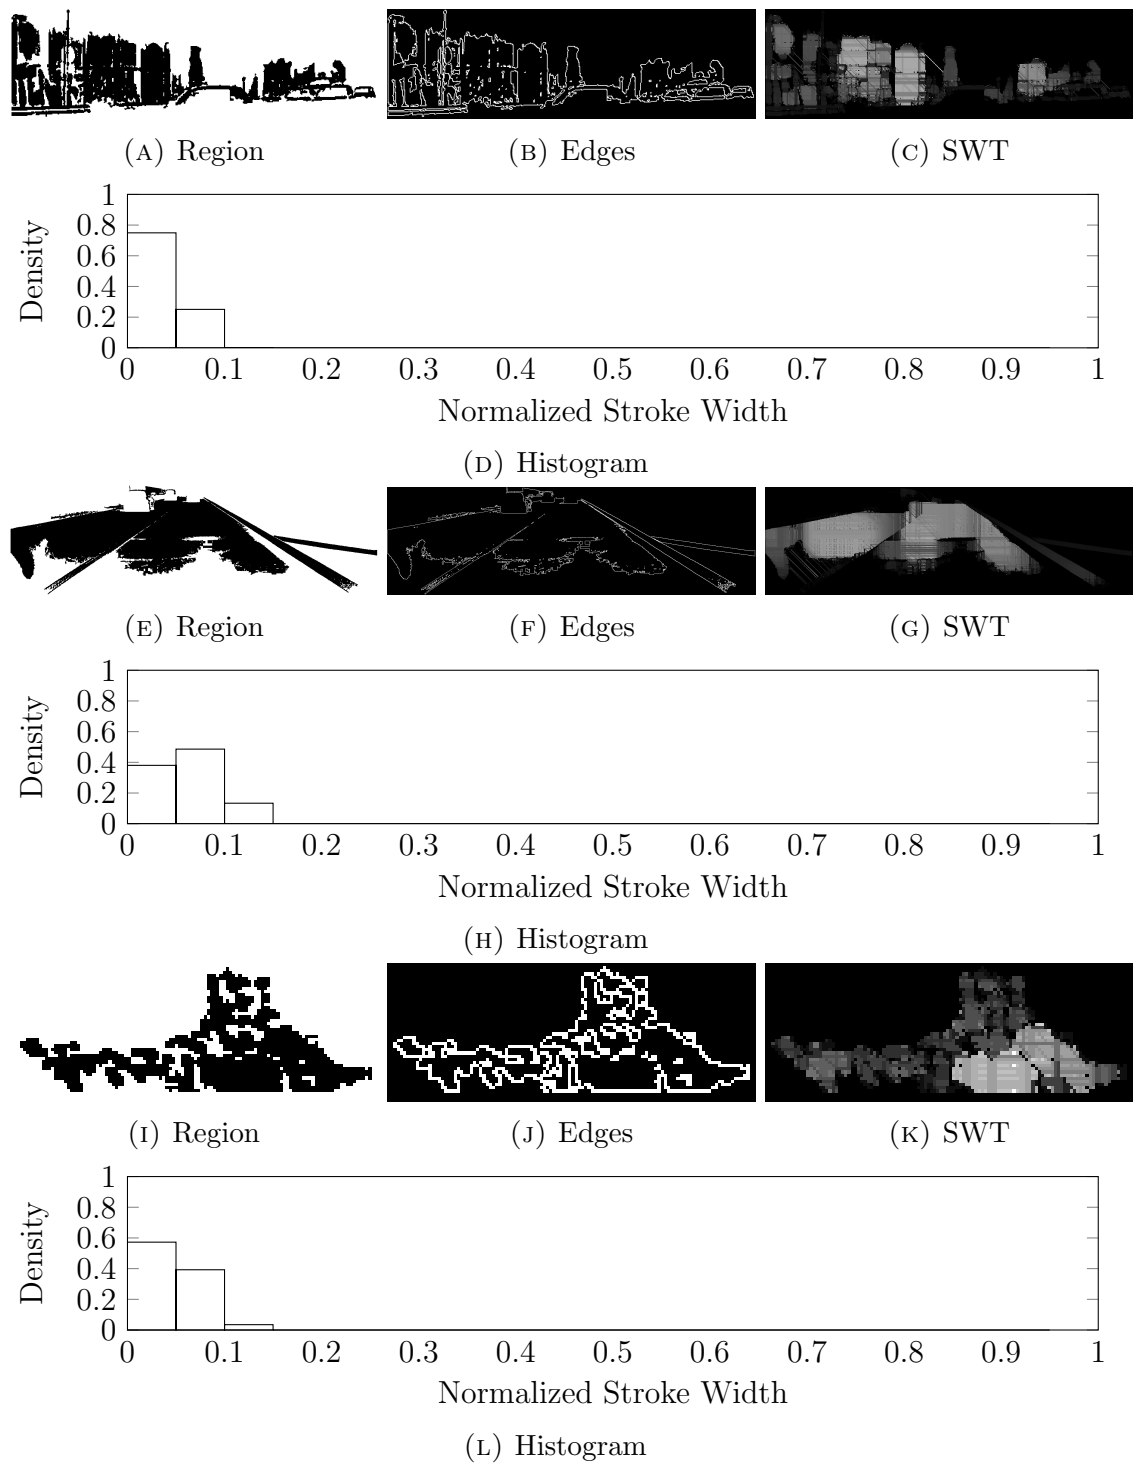 (A) Region (B) Edges (C) SWT
1
0.8
0.6
0.4
0.2
0
Density
0 0.1 0.2 0.3 0.4 0.5 0.6 0.7 0.8 0.9 1
Normalized Stroke Width
(D) Histogram
(E) Region (F) Edges (G) SWT
1
0.8
0.6
0.4
0.2
0
Density
0 0.1 0.2 0.3 0.4 0.5 0.6 0.7 0.8 0.9 1
Normalized Stroke Width
(H) Histogram
(I) Region (J) Edges (K) SWT
1
0.8
0.6
0.4
0.2
0
Density
0 0.1 0.2 0.3 0.4 0.5 0.6 0.7 0.8 0.9 1
Normalized Stroke Width
(L) Histogram